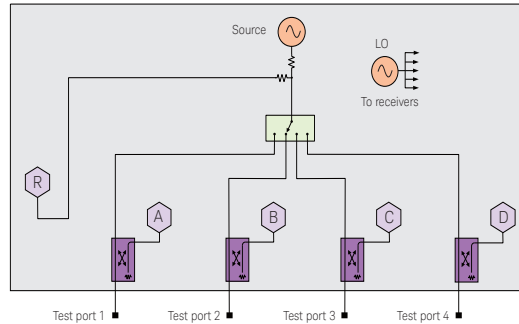 Source
LO
To receivers
R
A
B
C
D
Test port 1
Test port 2
Test port 3
Test port 4